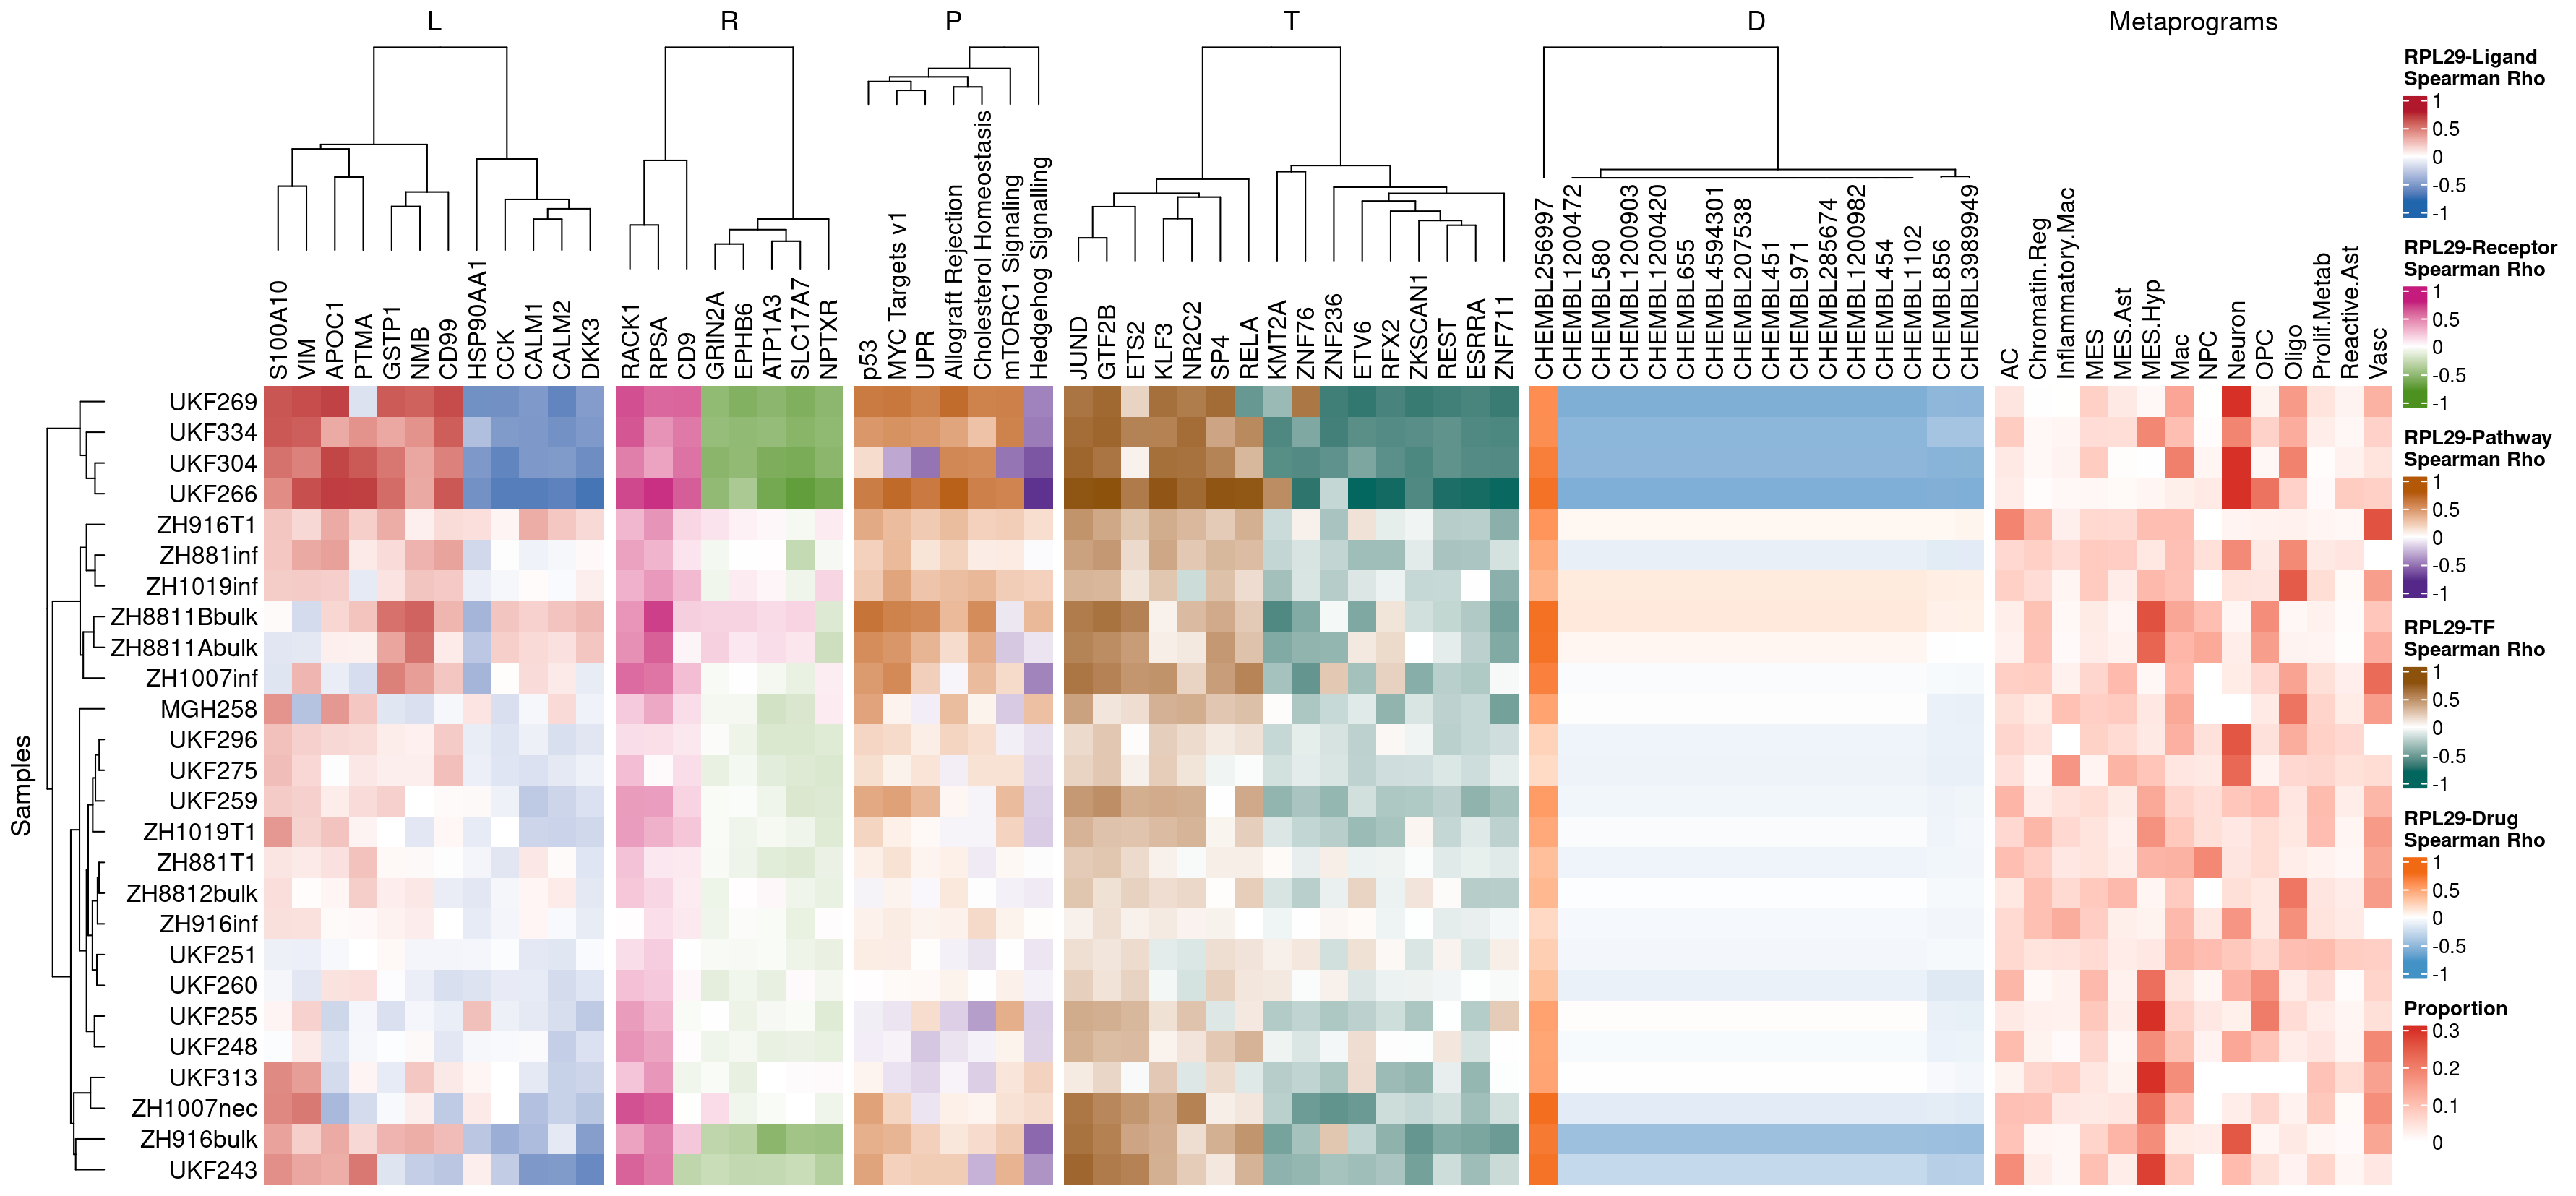 L
R
P
T
D
Metaprograms
S100A10
VIM
APOC1
PTMA
GSTP1
NMB
CD99
HSP90AA1
CCK
CALM1
CALM2
DKK3
RACK1
RPSA
CD9
GRIN2A
EPHB6
ATP1A3
SLC17A7
NPTXR
p53
MYC Targets v1
UPR
Allograft Rejection
Cholesterol Homeostasis
mTORC1 Signaling
Hedgehog Signalling
JUND
GTF2B
ETS2
KLF3
NR2C2
SP4
RELA
KMT2A
ZNF76
ZNF236
ETV6
RFX2
ZKSCAN1
REST
ESRRA
ZNF711
CHEMBL256997
CHEMBL1200472
CHEMBL580
CHEMBL1200903
CHEMBL1200420
CHEMBL655
CHEMBL4594301
CHEMBL207538
CHEMBL451
CHEMBL971
CHEMBL285674
CHEMBL1200982
CHEMBL454
CHEMBL1102
CHEMBL856
CHEMBL3989949
AC
Chromatin.Reg
Inflammatory.Mac
MES
MES.Ast
MES.Hyp
Mac
NPC
Neuron
OPC
Oligo
Prolif.Metab
Reactive.Ast
Vasc
Samples
UKF269
UKF334
UKF304
UKF266
ZH916T1
ZH881inf
ZH1019inf
ZH8811Bbulk
ZH8811Abulk
ZH1007inf
MGH258
UKF296
UKF275
UKF259
ZH1019T1
ZH881T1
ZH8812bulk
ZH916inf
UKF251
UKF260
UKF255
UKF248
UKF313
ZH1007nec
ZH916bulk
UKF243
RPL29-Ligand
Spearman Rho
1
0.5
0
-0.5
-1
RPL29-Receptor
Spearman Rho
1
0.5
0
-0.5
-1
RPL29-Pathway
Spearman Rho
1
0.5
0
-0.5
-1
RPL29-TF
Spearman Rho
1
0.5
0
-0.5
-1
RPL29-Drug
Spearman Rho
1
0.5
0
-0.5
-1
Proportion
0.3
0.2
0.1
0